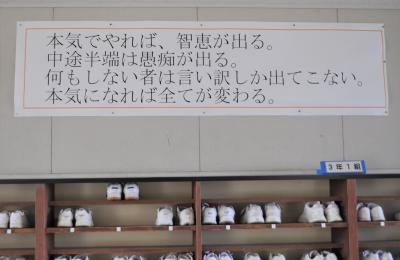 本気でやれば、智恵が出る。
中途半端は愚痴が出る。
何もしない者は言い訳しか出てこない。
本気になれば全てが変わる。
3年1組